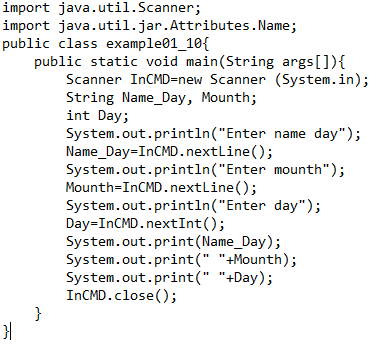 import java.util.Scanner;
import java.util.jar.Attributes.Name;
public class example01_10{
    public static void main(String args[]){
        Scanner InCMD=new Scanner (System.in);
        String Name_Day, Mounth;
        int Day;
        System.out.println("Enter name day");
        Name_Day=InCMD.nextLine();
        System.out.println("Enter mounth");
        Mounth=InCMD.nextLine();
        System.out.println("Enter day");
        Day=InCMD.nextInt();
        System.out.print(Name_Day);
        System.out.print(" "+Mounth);
        System.out.print(" "+Day);
        InCMD.close();
    }
}